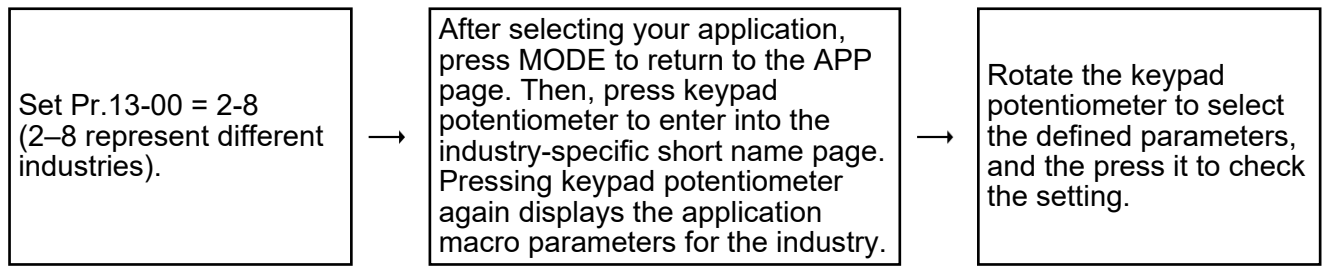 Set Pr.13-00 = 2-8
(2–8 represent different
industries).
After selecting your application,
press MODE to return to the APP
page. Then, press keypad
potentiometer to enter into the
industry-specific short name page.
Pressing keypad potentiometer
again displays the application
macro parameters for the industry.
Rotate the keypad
potentiometer to select
the defined parameters,
and the press it to check
the setting.